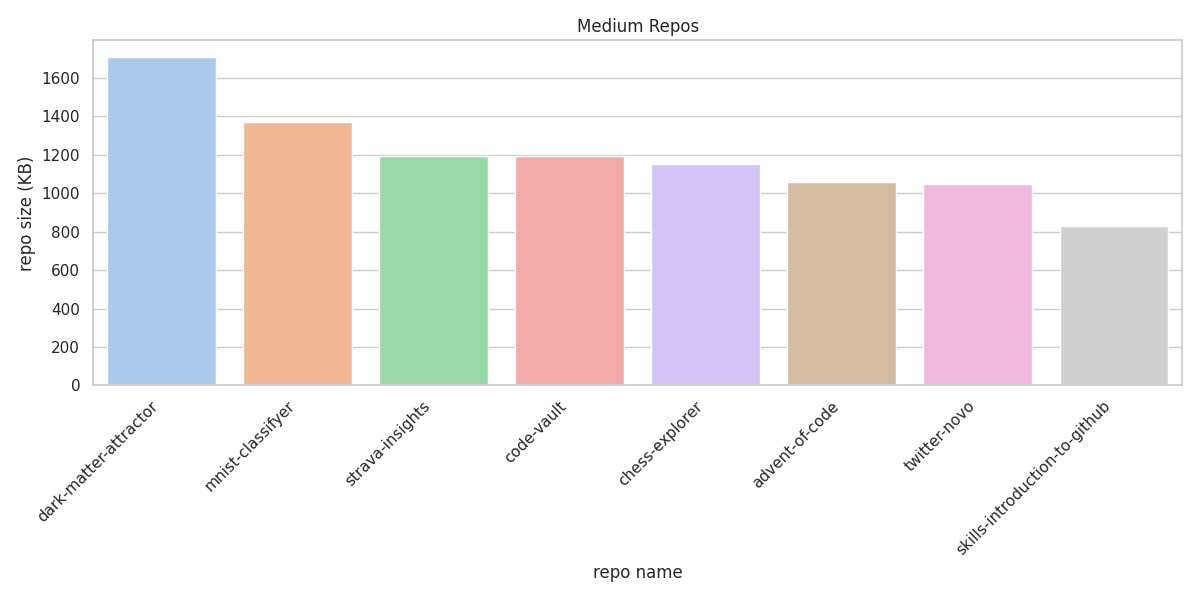 Medium Repos
repo size (KB)
1600
1400
1200
1000
800
600
400
200
0
dark-matter-attractor
mnist-classifyer
strava-insights
code-vault
chess-explorer
advent-of-code
twitter-novo
skills-introduction-to-github
repo name